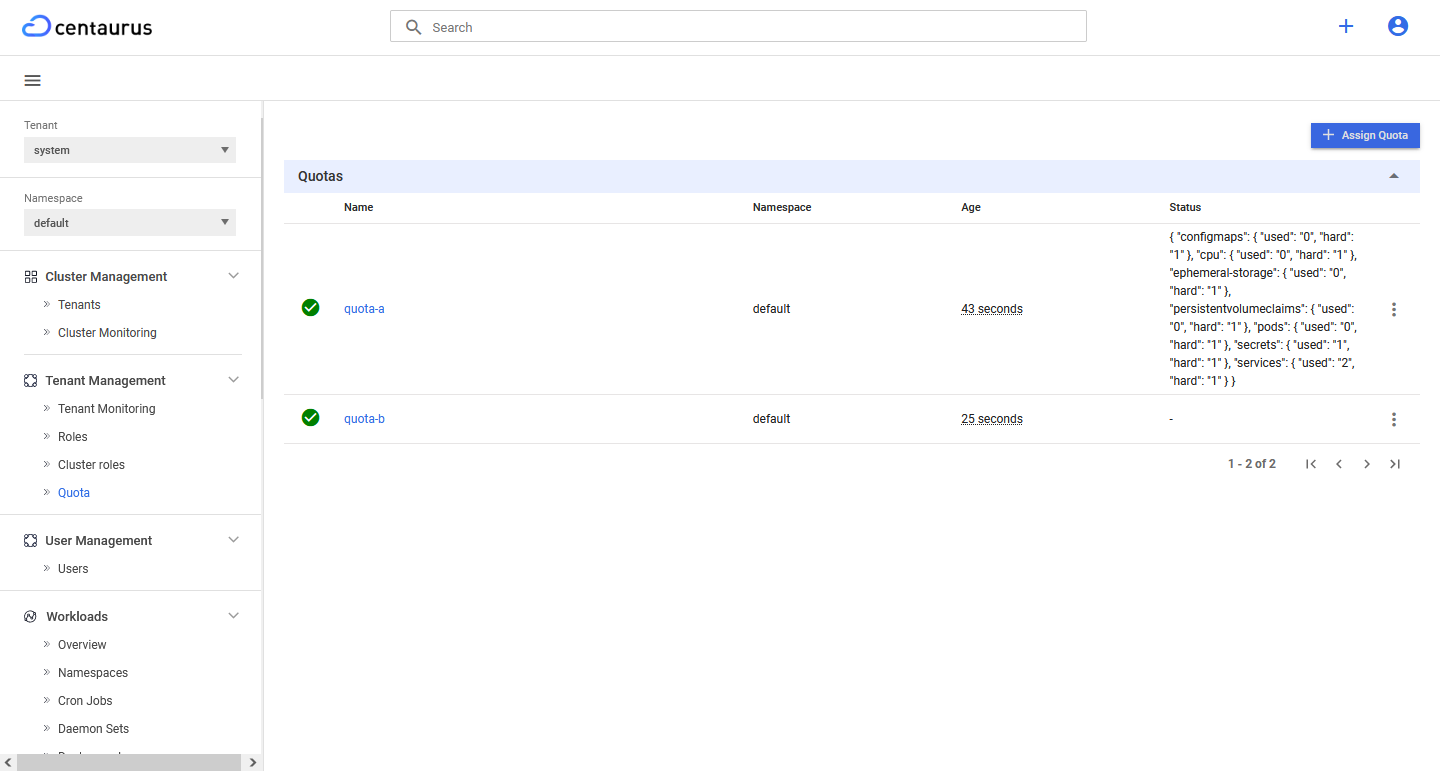 centaurus
Search
Tenant
system
Namespace
default
Cluster Management
Tenants
Cluster Monitoring
Tenant Management
Tenant Monitoring
Roles
Cluster roles
Quota
User Management
Users
Workloads
Overview
Namespaces
Cron Jobs
Daemon Sets
Assign Quota
Quotas
Name Namespace Age Status
quota-a default 43 seconds
{ "configmaps": { "used": "0", "hard":
"1" }, "cpu": { "used": "0", "hard": "1" },
"ephemeral-storage": { "used": "0",
"hard": "1" },
"persistentvolumeclaims": { "used":
"0", "hard": "1" }, "pods": { "used": "0",
"hard": "1" }, "secrets": { "used": "1",
"hard": "1" }, "services": { "used": "2",
"hard": "1" } }
quota-b default 25 seconds -
1 - 2 of 2